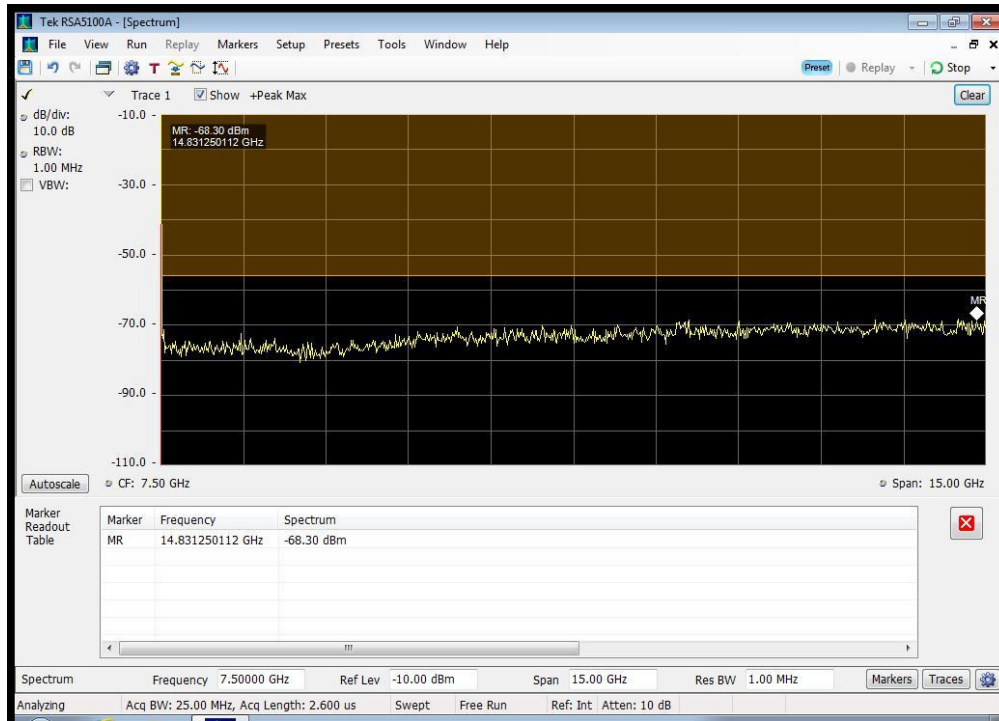 Tek RSA5100A - [Spectrum]
File View Run Replay Markers Setup Presets Tools Window Help
T Preset Replay Stop
Trace 1 Show +Peak Max Clear
dB/div:
10.0 dB
RBW:
1.00 MHz
VBW:
-10.0
MR: -68.30 dBm
14.831250112 GHz
-30.0
-50.0
MR
-70.0
-90.0
-110.0
Autoscale CF: 7.50 GHz Span: 15.00 GHz
Marker
Readout
Table
Marker Frequency Spectrum
MR 14.831250112 GHz -68.30 dBm
Spectrum Frequency 7.50000 GHz Ref Lev -10.00 dBm Span 15.00 GHz Res BW 1.00 MHz Markers Traces
Analyzing Acq BW: 25.00 MHz, Acq Length: 2.600 us Swept Free Run Ref: Int Atten: 10 dB